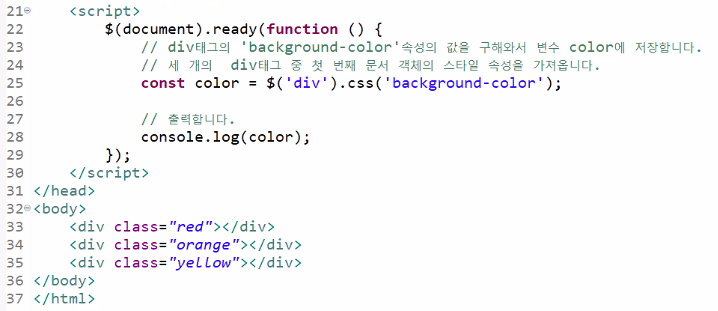 21 <script>
22 $(document).ready(function () {
23 // div태그의 'background-color'속성의 값을 구해와서 변수 color에 저장합니다.
24 // 세 개의  div태그 중 첫 번째 문서 객체의 스타일 속성을 가져옵니다.
25 const color = $('div').css('background-color');
26
27 // 출력합니다.
28 console.log(color);
29 });
30 </script>
31 </head>
32 <body>
33 <div class="red"></div>
34 <div class="orange"></div>
35 <div class="yellow"></div>
36 </body>
37 </html>